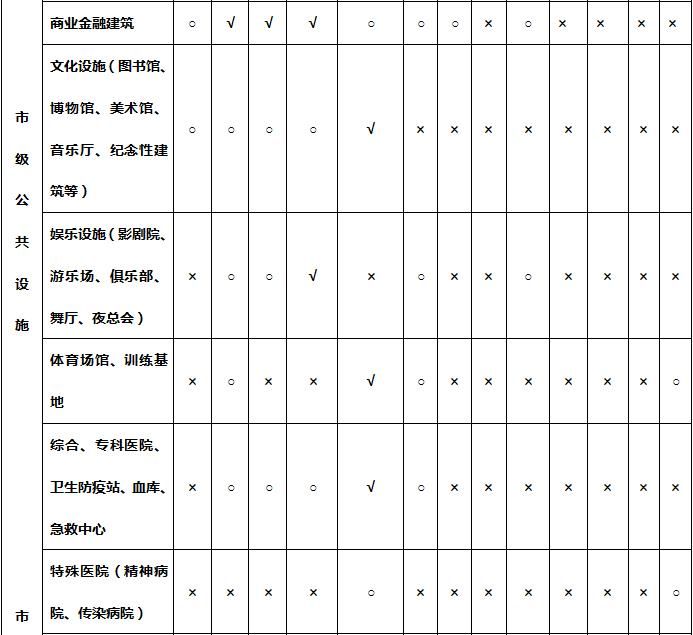 商业金融建筑 ○ √ √ √ ○ ○ ○ × ○ × × × ×
市级公共设施
文化设施（图书馆、
博物馆、美术馆、
音乐厅、纪念性建
筑等）
○ ○ ○ ○ √ × × × × × × × ×
娱乐设施（影剧院、
游乐场、俱乐部、
舞厅、夜总会）
× ○ ○ √ × ○ × × ○ × × × ×
体育场馆、训练基
地
× ○ × × √ ○ × × × × × × ○
综合、专科医院、
卫生防疫站、血库、
急救中心
× ○ ○ ○ √ ○ × × × × × × ×
特殊医院（精神病
院、传染病院）
× × × × ○ × × × × × × × ○
市